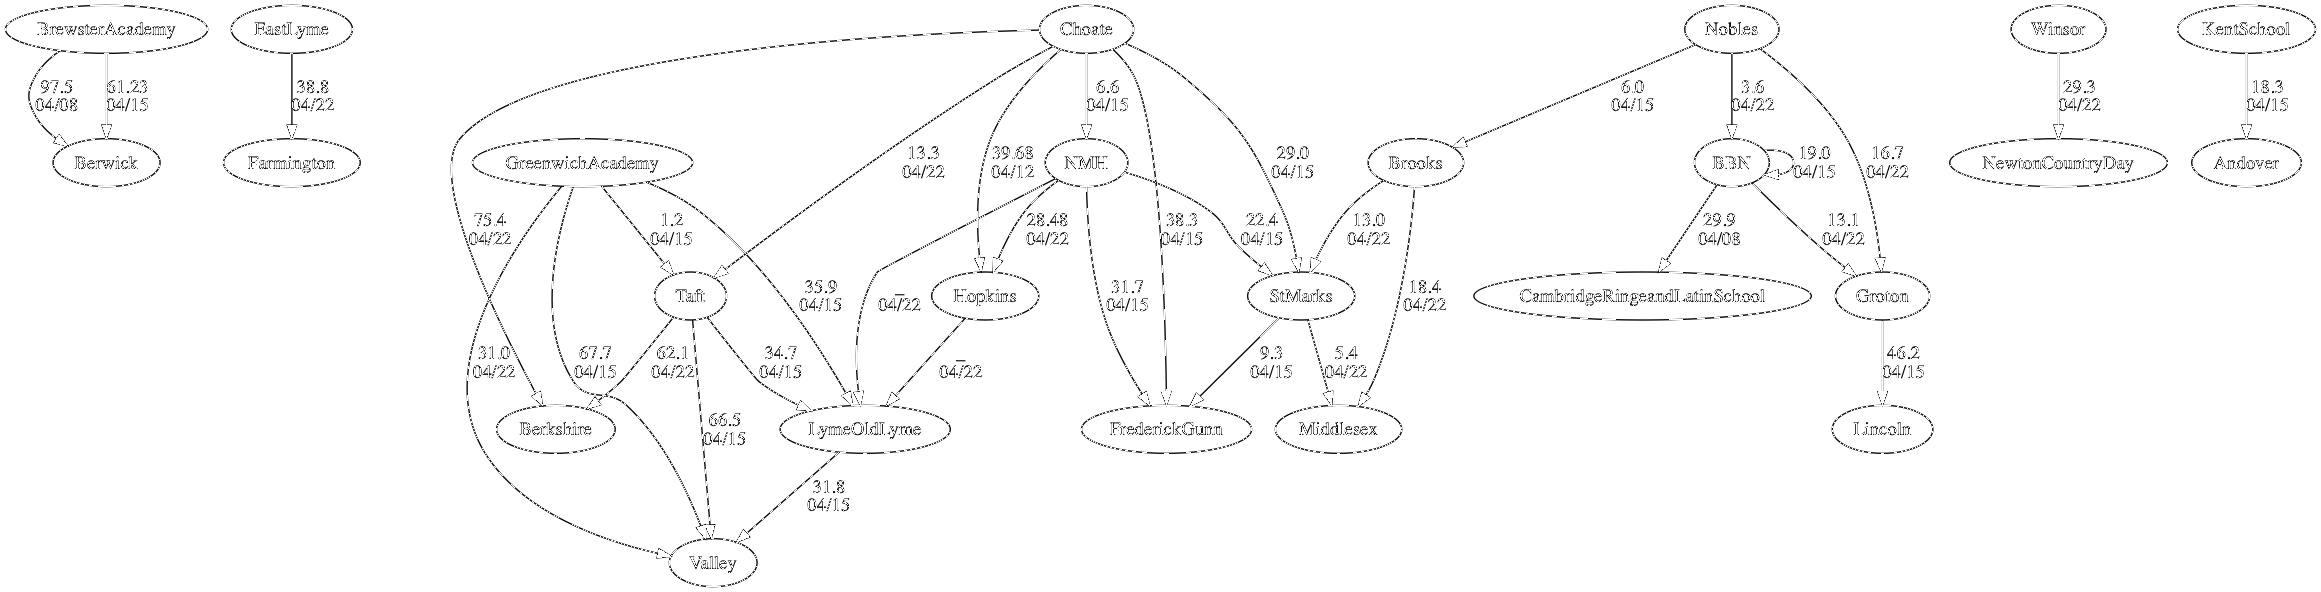 BrewsterAcademy
EastLyme
Choate
Nobles
Winsor
KentSchool
97.5
04/08
61.23
04/15
38.8
04/22
6.6
04/15
6.0
04/15
3.6
04/22
29.3
04/22
18.3
04/15
Berwick
Farmington
GreenwichAcademy
13.3
04/22
39.68
04/12
NMH
29.0
04/15
Brooks
BBN
19.0
04/15
16.7
04/22
NewtonCountryDay
Andover
75.4
04/22
1.2
04/15
28.48
04/22
38.3
04/15
22.4
04/15
13.0
04/22
29.9
04/08
13.1
04/22
Taft
35.9
04/15
_
04/22
Hopkins
31.7
04/15
StMarks
18.4
04/22
CambridgeRingeandLatinSchool
Groton
31.0
04/22
67.7
04/15
62.1
04/22
34.7
04/15
_
04/22
9.3
04/15
5.4
04/22
46.2
04/15
Berkshire
66.5
04/15
LymeOldLyme
FrederickGunn
Middlesex
Lincoln
31.8
04/15
Valley